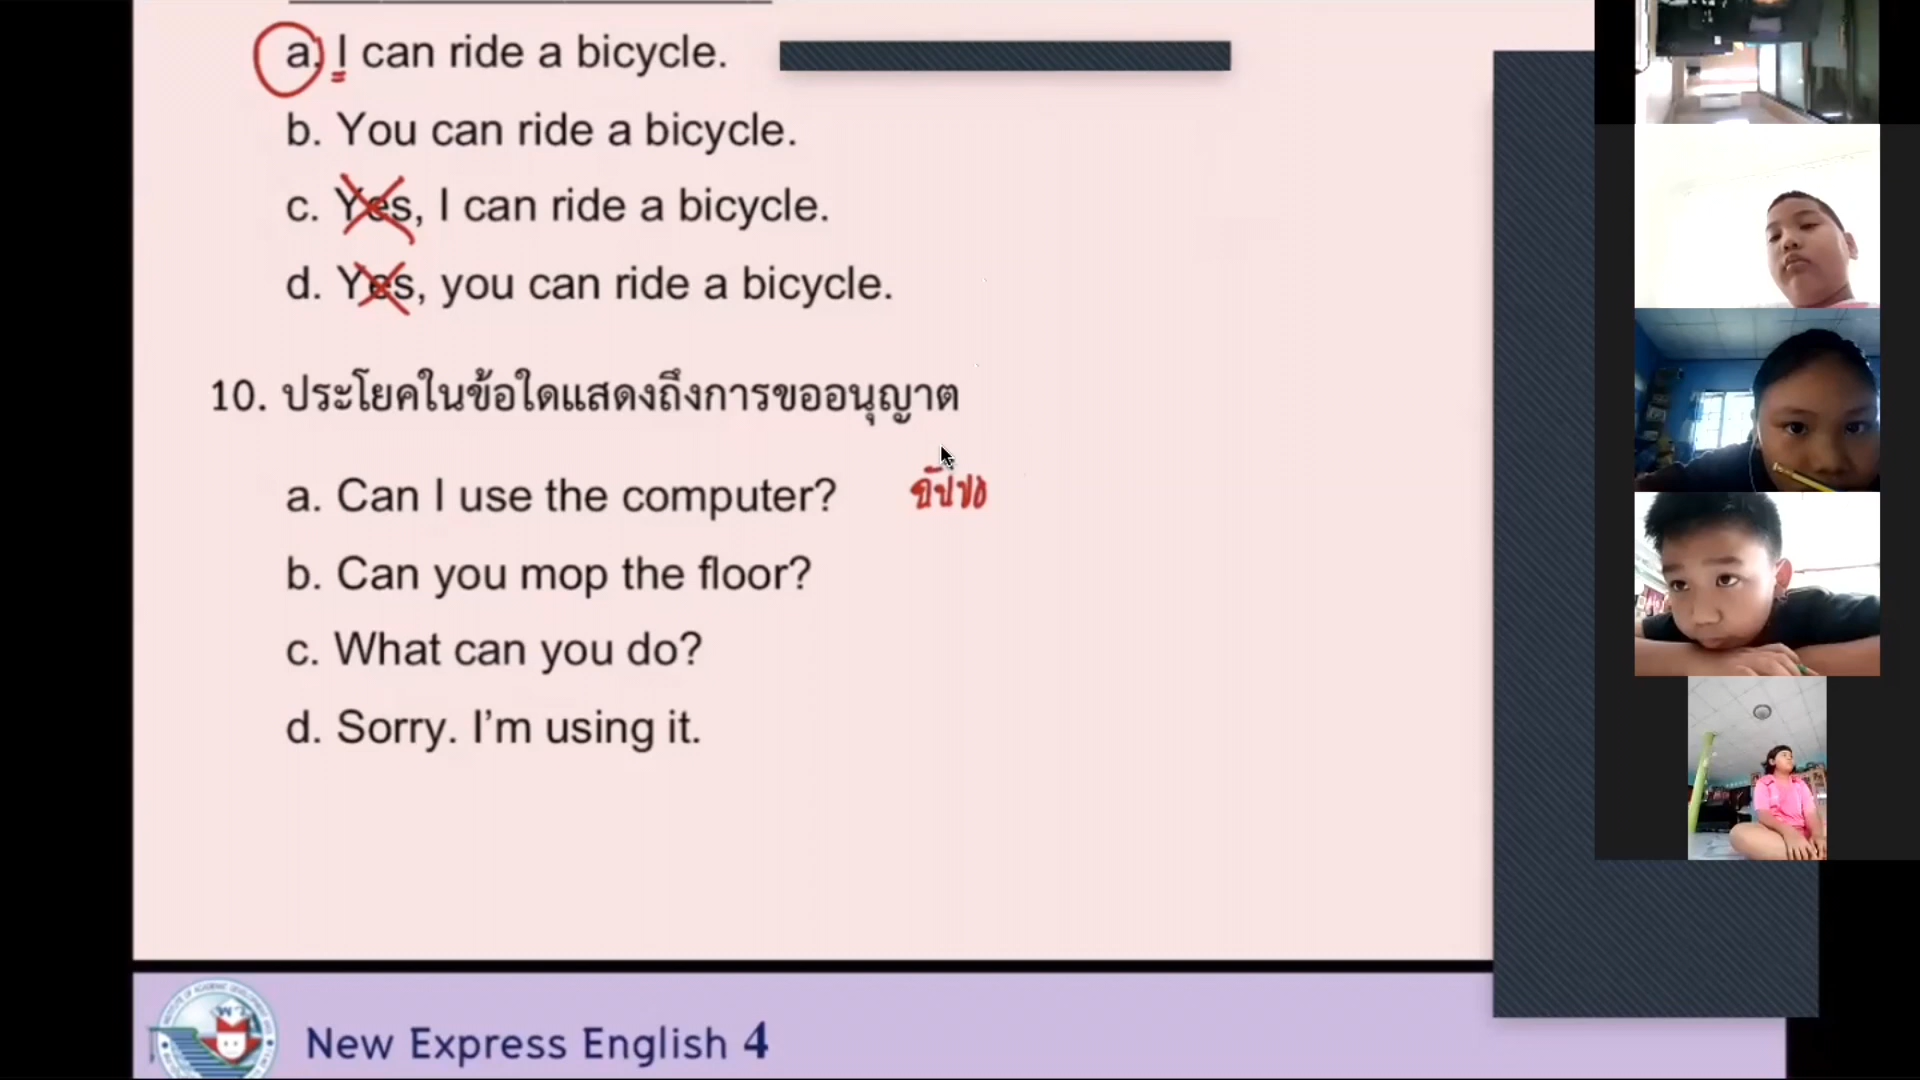 a. I can ride a bicycle.
b. You can ride a bicycle.
c. Yes, I can ride a bicycle.
d. Yes, you can ride a bicycle.
10. ประโยคในข้อใดแสดงถึงการขออนุญาต
a. Can I use the computer?
b. Can you mop the floor?
c. What can you do?
d. Sorry. I’m using it.
New Express English 4